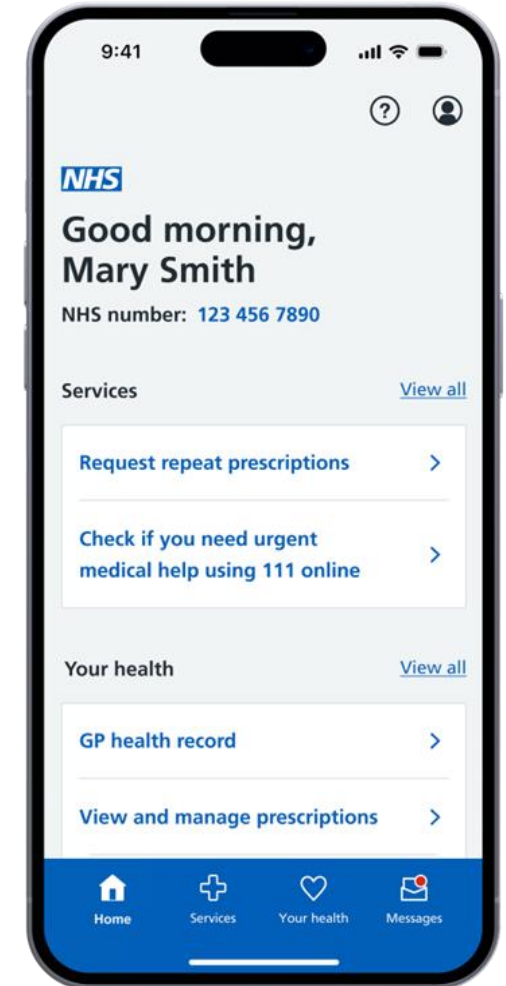 9:41
?
NHS
Good morning,
Mary Smith
NHS number: 123 456 7890
Services View all
Request repeat prescriptions
Check if you need urgent
medical help using 111 online
Your health View all
GP health record
View and manage prescriptions
Home Services Your health Messages